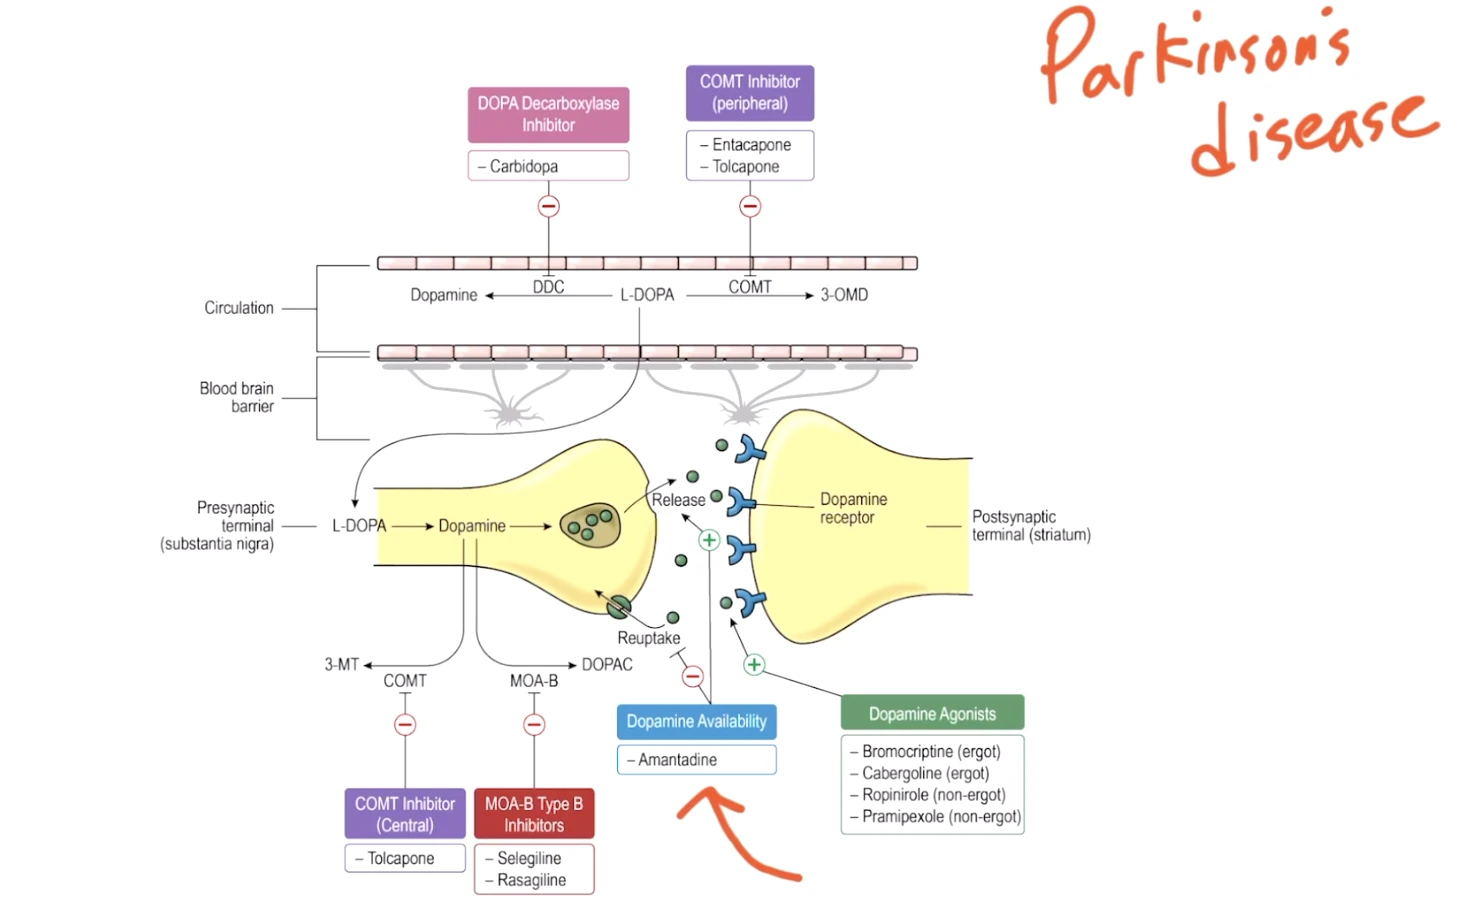 Parkinson's
disease
DOPA Decarboxylase
Inhibitor
– Carbidopa
COMT Inhibitor
(peripheral)
– Entacapone
– Tolcapone
Circulation
Dopamine
DDC
L-DOPA
COMT
3-OMD
Blood brain
barrier
Presynaptic
terminal
(substantia nigra)
L-DOPA
Dopamine
Release
Dopamine
receptor
Postsynaptic
terminal (striatum)
Reuptake
3-MT
COMT
MOA-B
DOPAC
COMT Inhibitor
(Central)
– Tolcapone
MOA-B Type B
Inhibitors
– Selegiline
– Rasagiline
Dopamine Availability
– Amantadine
Dopamine Agonists
– Bromocriptine (ergot)
– Cabergoline (ergot)
– Ropinirole (non-ergot)
– Pramipexole (non-ergot)